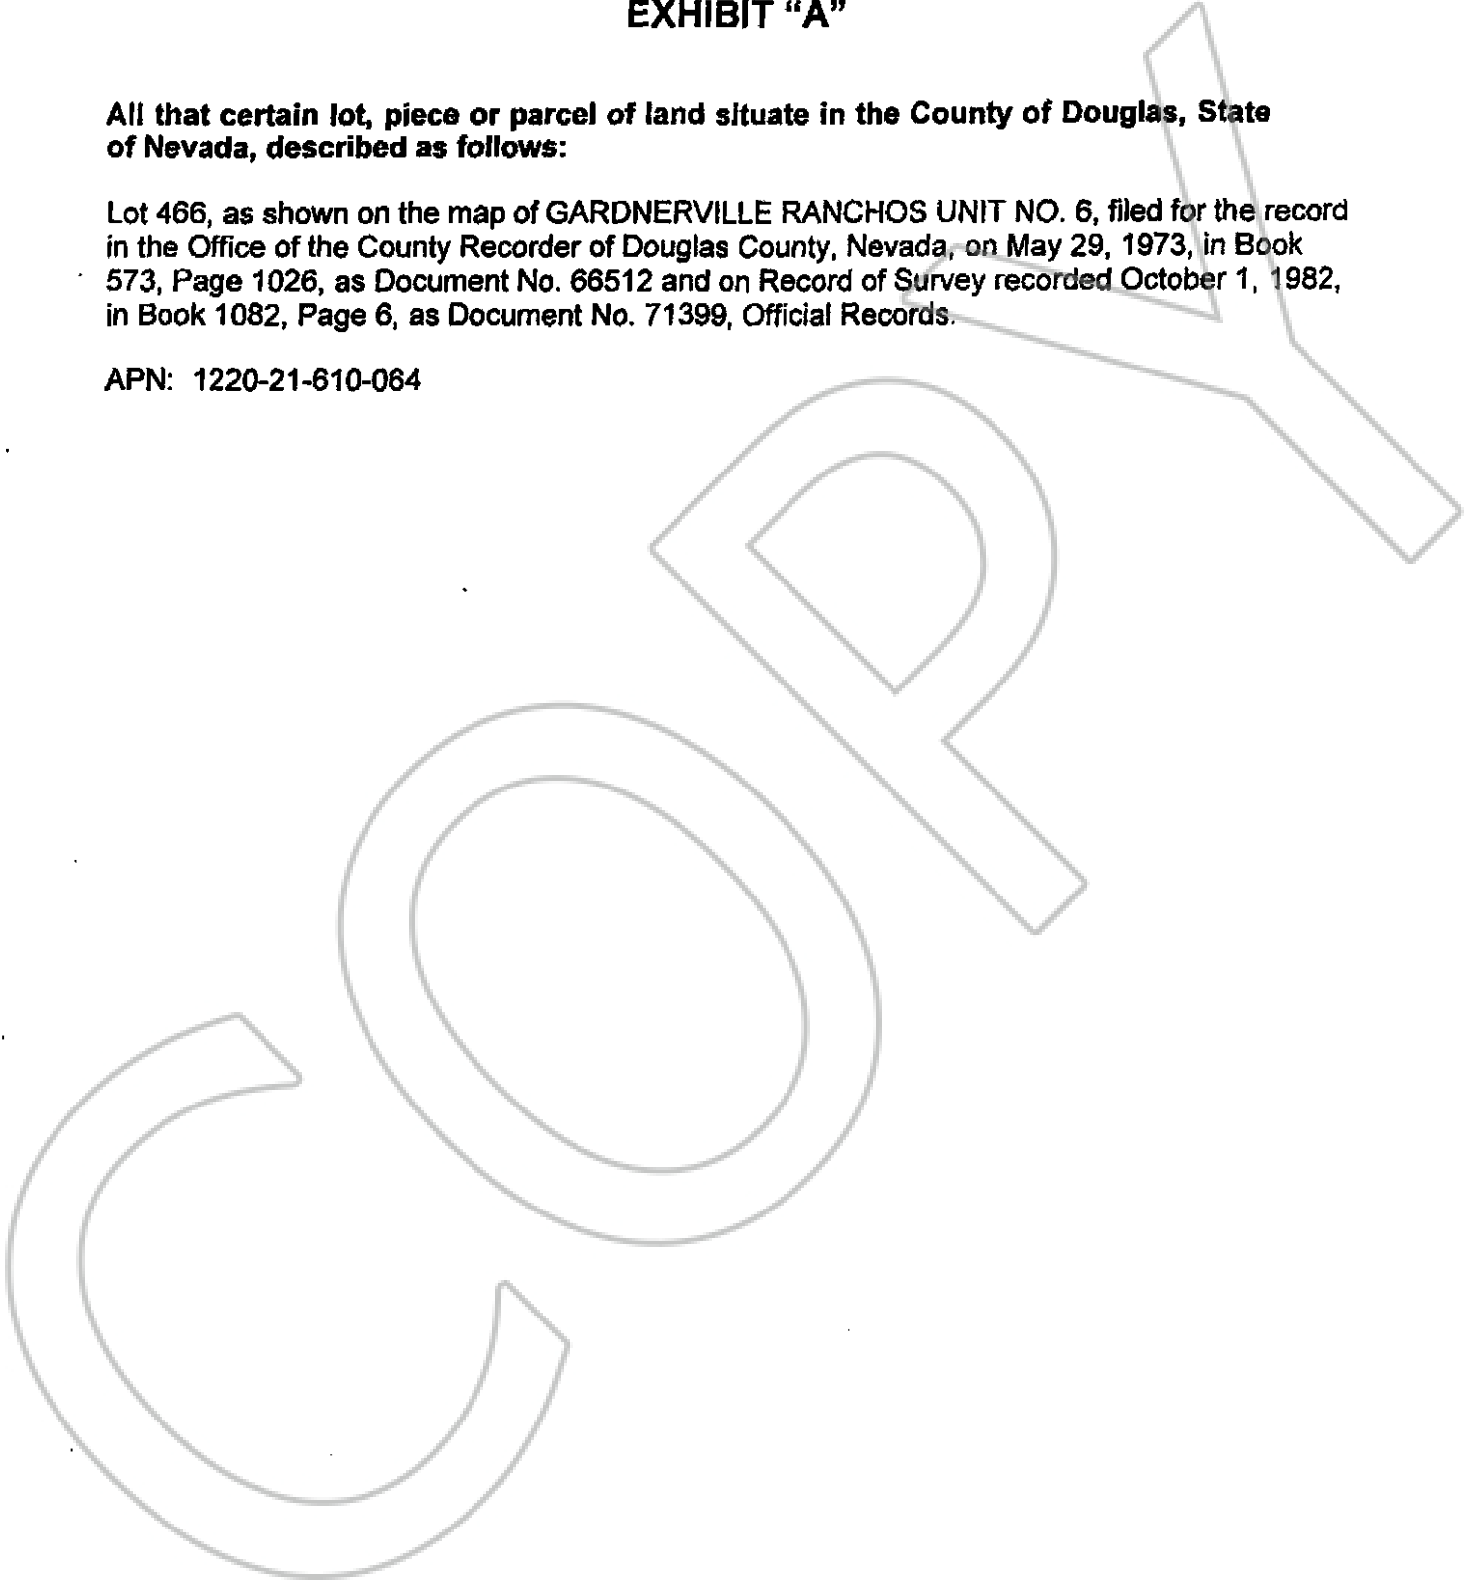 EXHIBIT “A”
All that certain lot, piece or parcel of land situate in the County of Douglas, State
of Nevada, described as follows:
Lot 466, as shown on the map of GARDNERVILLE RANCHOS UNIT NO. 6, filed for the record
in the Office of the County Recorder of Douglas County, Nevada, on May 29, 1973, in Book
573, Page 1026, as Document No. 66512 and on Record of Survey recorded October 1, 1982,
in Book 1082, Page 6, as Document No. 71399, Official Records.
APN: 1220-21-610-064
COPY